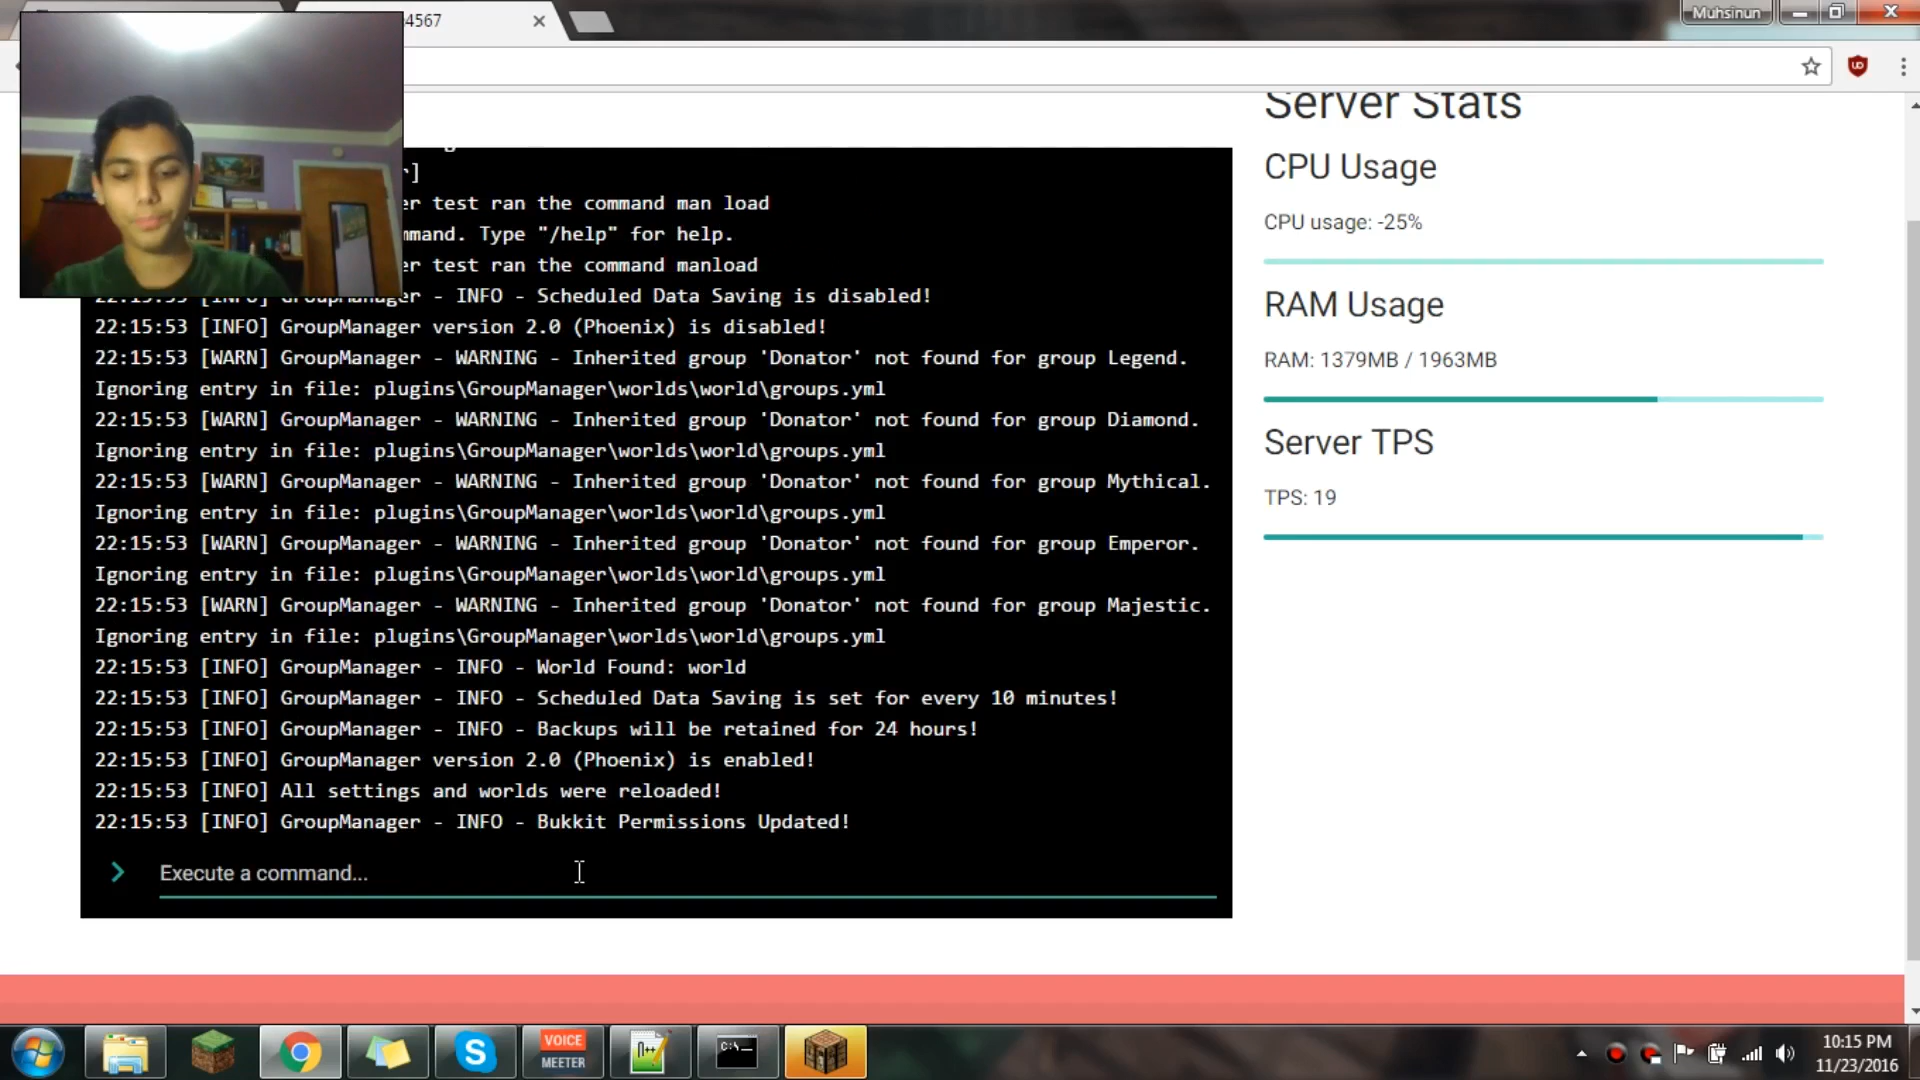 4567
Muhsinun
Server Stats
CPU Usage
CPU usage: -25%
RAM Usage
RAM: 1379MB / 1963MB
Server TPS
TPS: 19
r]
er test ran the command man load
mmand. Type "/help" for help.
er test ran the command manload
22:15:53 [INFO] GroupManager - INFO - Scheduled Data Saving is disabled!
22:15:53 [INFO] GroupManager version 2.0 (Phoenix) is disabled!
22:15:53 [WARN] GroupManager - WARNING - Inherited group 'Donator' not found for group Legend.
Ignoring entry in file: plugins\GroupManager\worlds\world\groups.yml
22:15:53 [WARN] GroupManager - WARNING - Inherited group 'Donator' not found for group Diamond.
Ignoring entry in file: plugins\GroupManager\worlds\world\groups.yml
22:15:53 [WARN] GroupManager - WARNING - Inherited group 'Donator' not found for group Mythical.
Ignoring entry in file: plugins\GroupManager\worlds\world\groups.yml
22:15:53 [WARN] GroupManager - WARNING - Inherited group 'Donator' not found for group Emperor.
Ignoring entry in file: plugins\GroupManager\worlds\world\groups.yml
22:15:53 [WARN] GroupManager - WARNING - Inherited group 'Donator' not found for group Majestic.
Ignoring entry in file: plugins\GroupManager\worlds\world\groups.yml
22:15:53 [INFO] GroupManager - INFO - World Found: world
22:15:53 [INFO] GroupManager - INFO - Scheduled Data Saving is set for every 10 minutes!
22:15:53 [INFO] GroupManager - INFO - Backups will be retained for 24 hours!
22:15:53 [INFO] GroupManager version 2.0 (Phoenix) is enabled!
22:15:53 [INFO] All settings and worlds were reloaded!
22:15:53 [INFO] GroupManager - INFO - Bukkit Permissions Updated!
Execute a command...
VOICE
MEETER
10:15 PM
11/23/2016